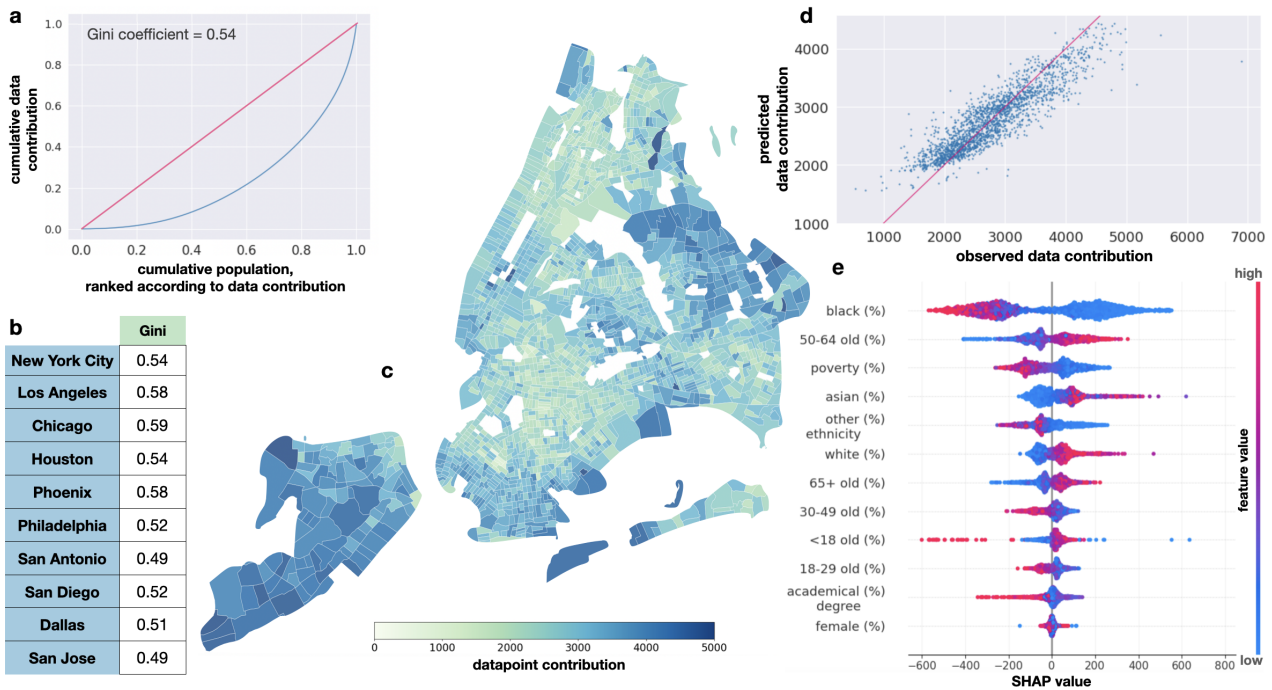 a
Gini coefficient = 0.54
1.0
0.8
0.6
0.4
0.2
0.0
0.0 0.2 0.4 0.6 0.8 1.0
cumulative data
contribution
cumulative population,
ranked according to data contribution
b
Gini
New York City 0.54
Los Angeles 0.58
Chicago 0.59
Houston 0.54
Phoenix 0.58
Philadelphia 0.52
San Antonio 0.49
San Diego 0.52
Dallas 0.51
San Jose 0.49
c
0 1000 2000 3000 4000 5000
datapoint contribution
d
4000
3000
2000
1000
predicted
data contribution
1000 2000 3000 4000 5000 6000 7000
observed data contribution
e
high
black (%)
50-64 old (%)
poverty (%)
asian (%)
other (%)
ethnicity
white (%)
65+ old (%)
30-49 old (%)
<18 old (%)
18-29 old (%)
academical (%)
degree
female (%)
−600 −400 −200 0 200 400 600 800
SHAP value
feature value
low